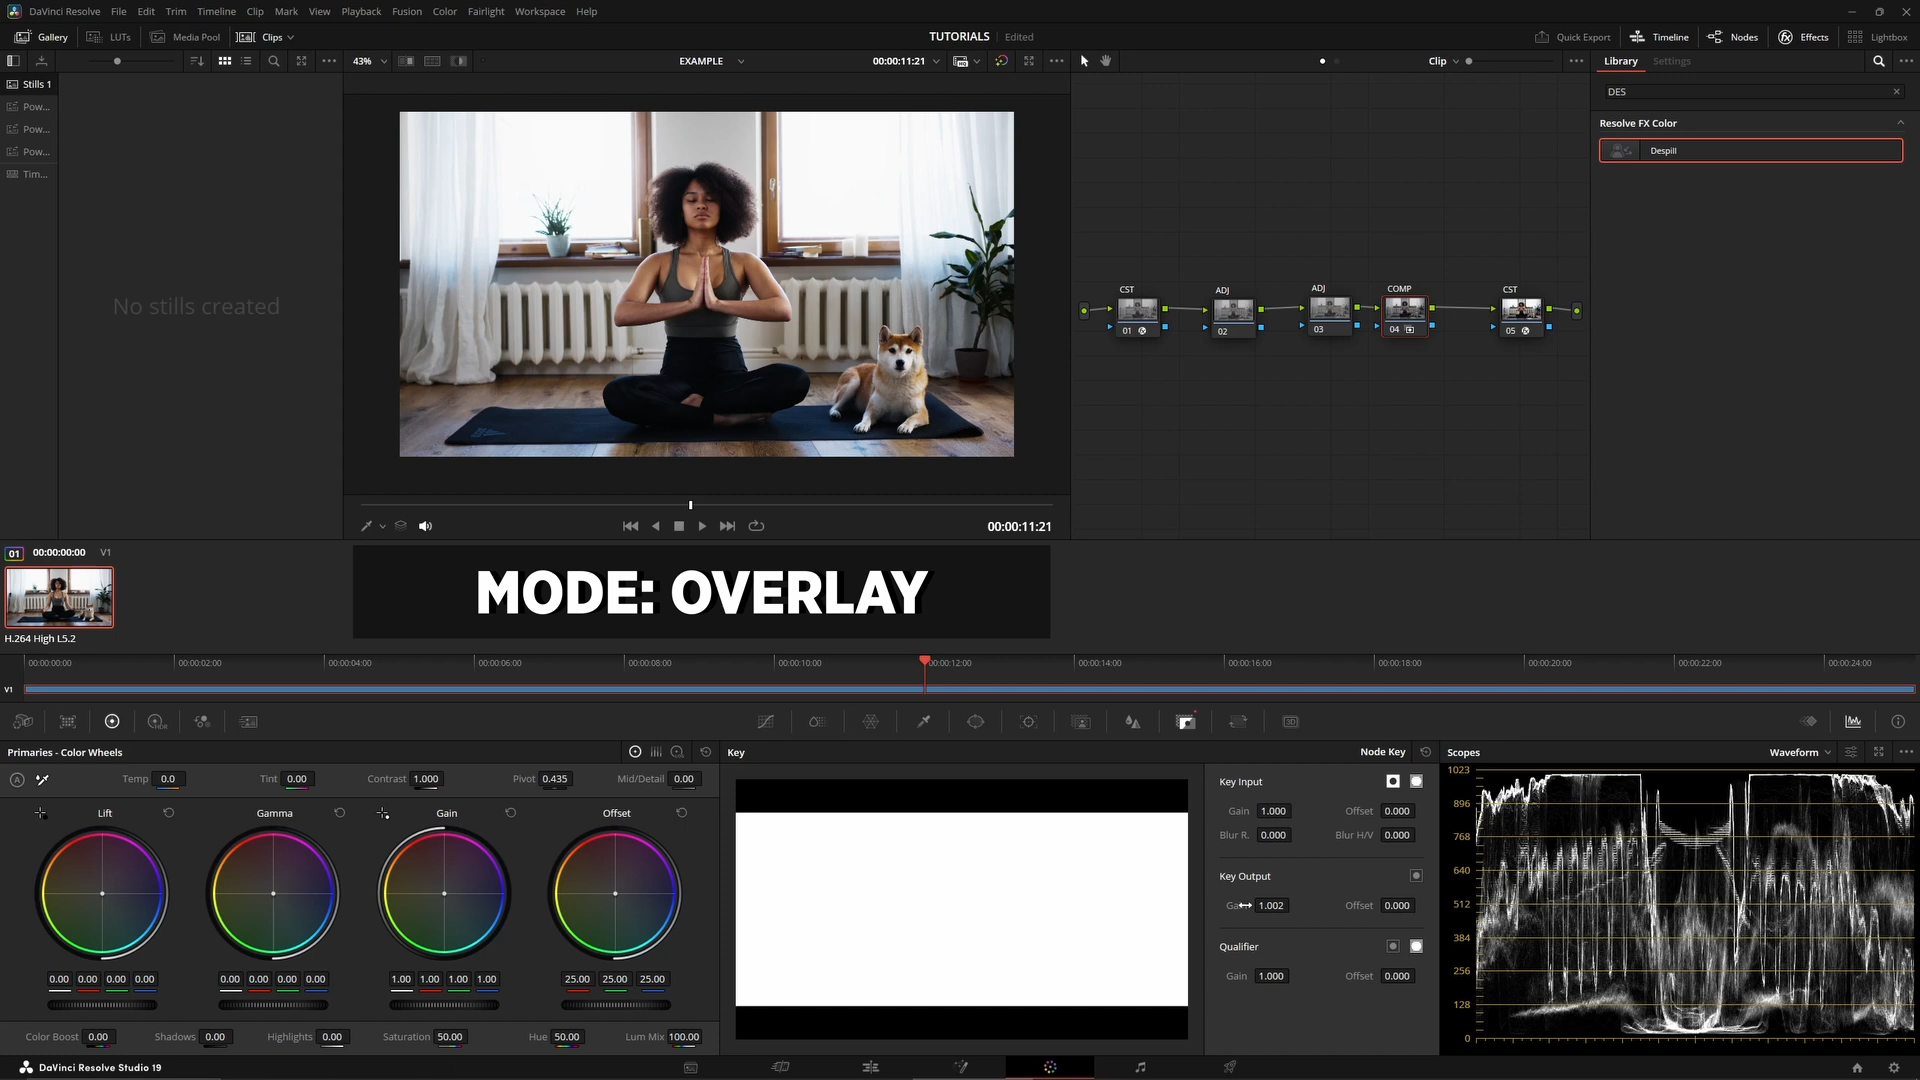 DaVinci Resolve File Edit Trim Timeline Clip Mark View Playback Fusion Color Fairlight Workspace Help
Gallery LUTs Media Pool Clips TUTORIALS Edited Quick Export Timeline Nodes Effects Lightbox
43% EXAMPLE 00:00:11:21 Clip Library Settings
Stills 1
Pow...
Pow...
Pow...
Tim...
No stills created
DES
Resolve FX Color
Despill
CST
01
ADJ
02
ADJ
03
COMP
04
CST
05
00:00:11:21
01 00:00:00:00 V1
H.264 High L5.2
MODE: OVERLAY
00:00:00:00 00:00:02:00 00:00:04:00 00:00:06:00 00:00:08:00 00:00:10:00 00:00:12:00 00:00:14:00 00:00:16:00 00:00:18:00 00:00:20:00 00:00:22:00 00:00:24:00
V1
Primaries - Color Wheels
Temp 0.0 Tint 0.00 Contrast 1.000 Pivot 0.435 Mid/Detail 0.00
Lift Gamma Gain Offset
0.00 0.00 0.00 0.00 0.00 0.00 0.00 0.00 1.00 1.00 1.00 1.00 25.00 25.00 25.00
Color Boost 0.00 Shadows 0.00 Highlights 0.00 Saturation 50.00 Hue 50.00 Lum Mix 100.00
Key Node Key
Key Input
Gain 1.000 Offset 0.000
Blur R. 0.000 Blur H/V 0.000
Key Output
1.002 Offset 0.000
Qualifier
Gain 1.000 Offset 0.000
Scopes Waveform
1023
896
768
640
512
384
256
128
0
DaVinci Resolve Studio 19